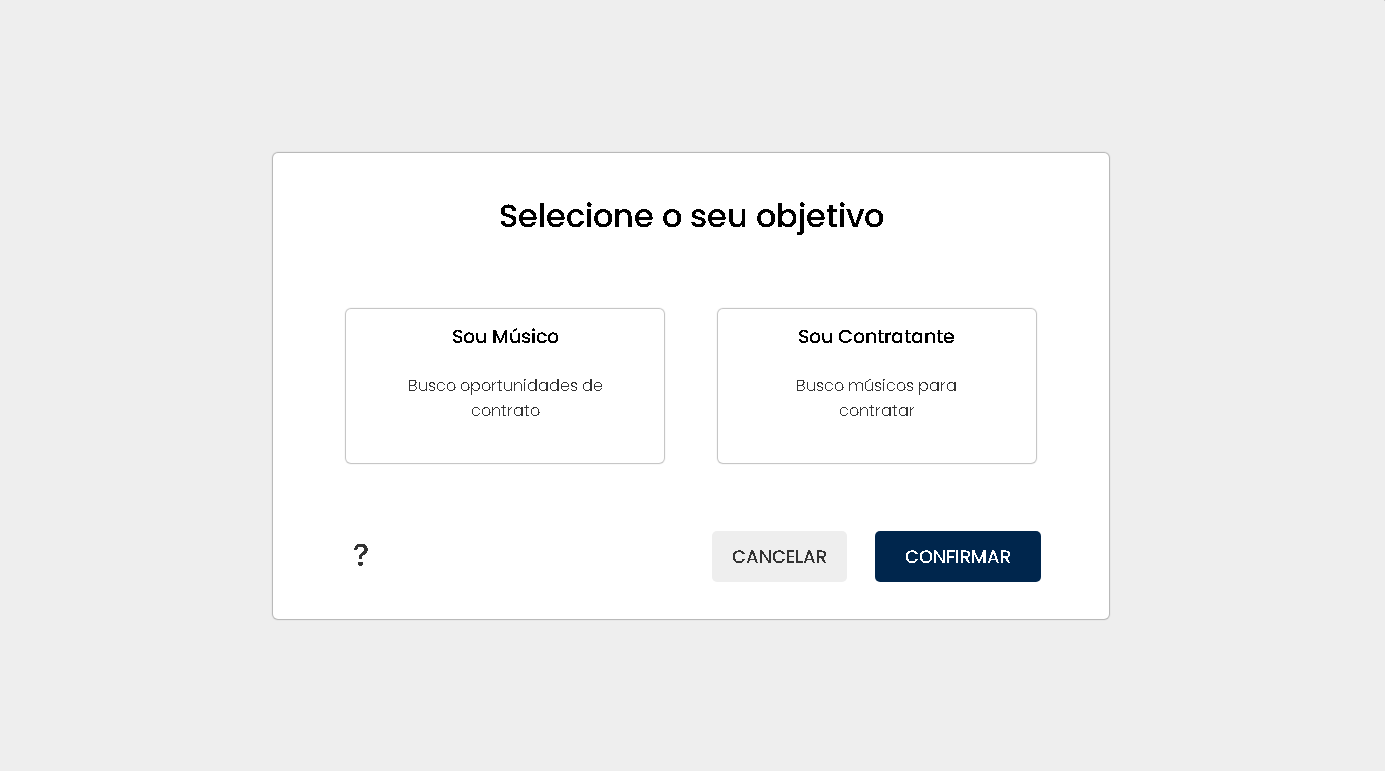 Selecione o seu objetivo
Sou Músico
Busco oportunidades de
contrato
Sou Contratante
Busco músicos para
contratar
?
CANCELAR
CONFIRMAR